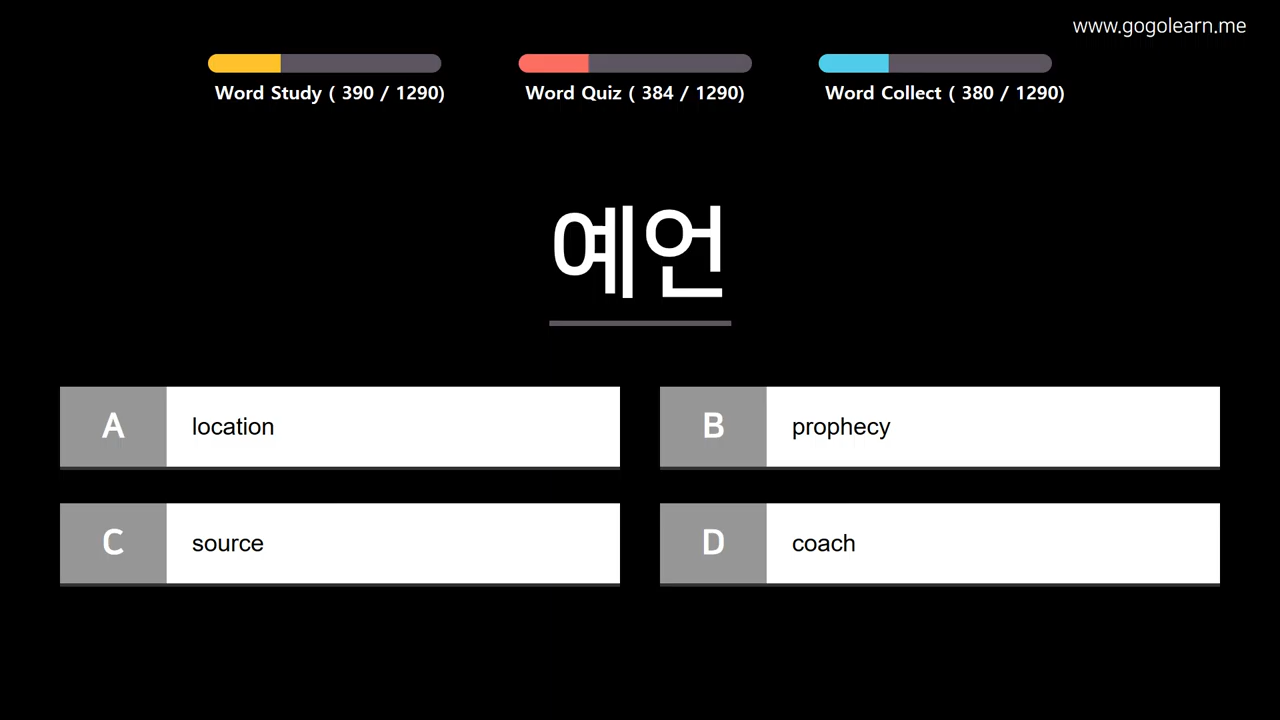 www.gogolearn.me
Word Study ( 390 / 1290)
Word Quiz ( 384 / 1290)
Word Collect ( 380 / 1290)
예언
A location
B prophecy
C source
D coach